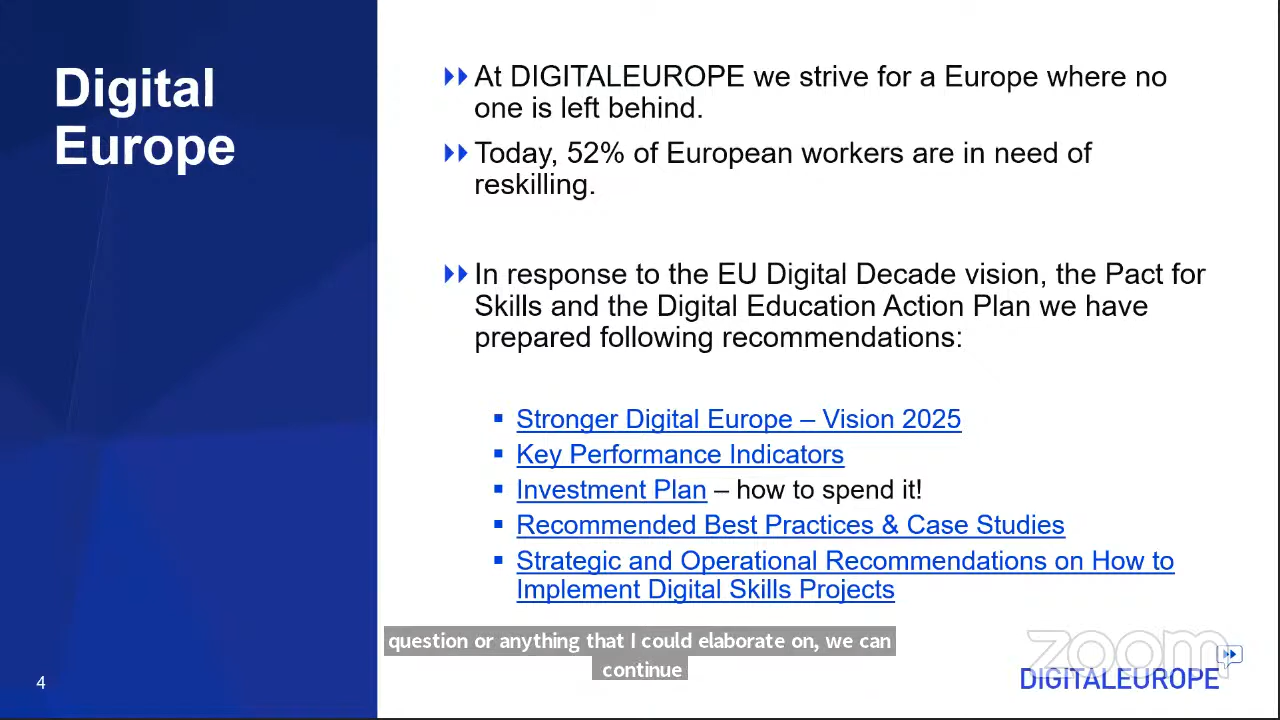 Digital
Europe
At DIGITALEUROPE we strive for a Europe where no
one is left behind.
Today, 52% of European workers are in need of
reskilling.
In response to the EU Digital Decade vision, the Pact for
Skills and the Digital Education Action Plan we have
prepared following recommendations:
Stronger Digital Europe – Vision 2025
Key Performance Indicators
Investment Plan – how to spend it!
Recommended Best Practices & Case Studies
Strategic and Operational Recommendations on How to
Implement Digital Skills Projects
question or anything that I could elaborate on, we can
continue
zoom
DIGITALEUROPE
4